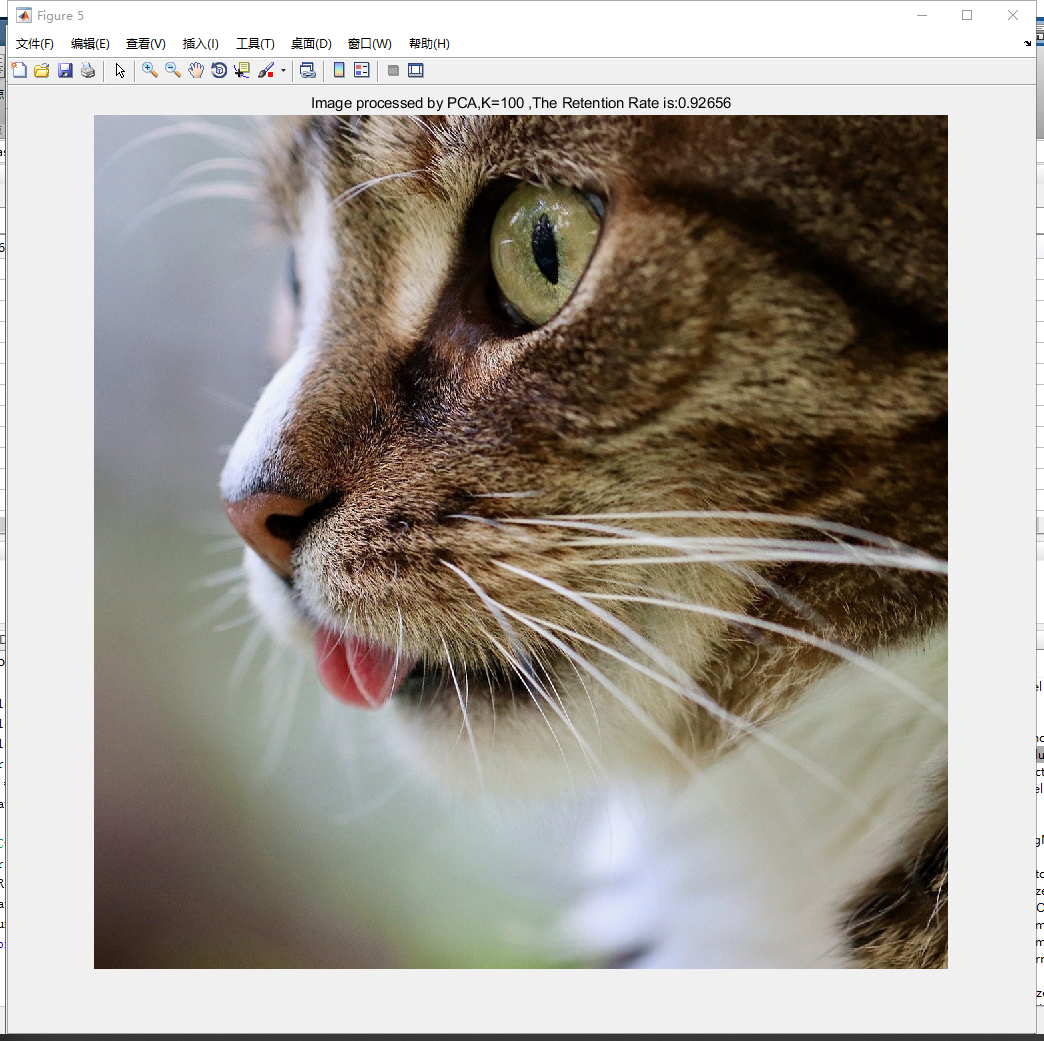 Figure 5
文件(F) 编辑(E) 查看(V) 插入(I) 工具(T) 桌面(D) 窗口(W) 帮助(H)
Image processed by PCA,K=100 ,The Retention Rate is:0.92656